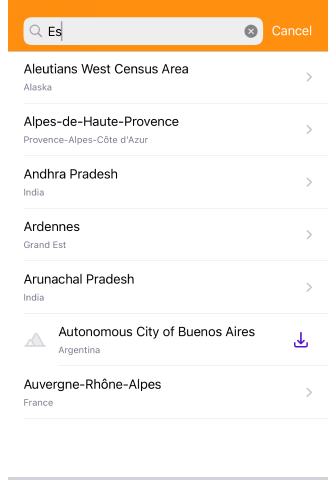 Es
Cancel
Aleutians West Census Area
Alaska
Alpes-de-Haute-Provence
Provence-Alpes-Côte d'Azur
Andhra Pradesh
India
Ardennes
Grand Est
Arunachal Pradesh
India
Autonomous City of Buenos Aires
Argentina
Auvergne-Rhône-Alpes
France